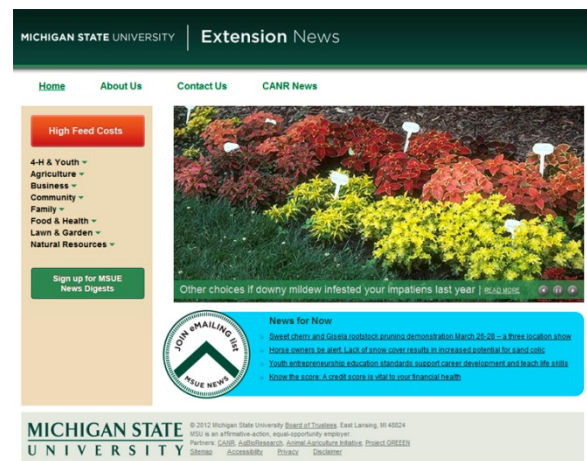 MICHIGAN STATE UNIVERSITY Extension News
Home About Us Contact Us CANR News
High Feed Costs
4-H & Youth
Agriculture
Business
Community
Family
Food & Health
Lawn & Garden
Natural Resources
Sign up for MSUE
News Digests
Other choices if downy mildew infested your impatiens last year | READ MORE
JOIN eMAILING list
MSUE NEWS
News for Now
Sweet cherry and Gisela rootstock pruning demonstration March 26-28 – a three location show
Horse owners be alert: Lack of snow cover results in increased potential for sand colic
Youth entrepreneurship education standards support career development and teach life skills
Know the score: A credit score is vital to your financial health
MICHIGAN STATE
UNIVERSITY
© 2012 Michigan State University Board of Trustees. East Lansing, MI 48824
MSU is an affirmative-action, equal-opportunity employer.
Partners: CANR, AgBioResearch, Animal Agriculture Initiative, Project GREEEN
Sitemap Accessibility Privacy Disclaimer